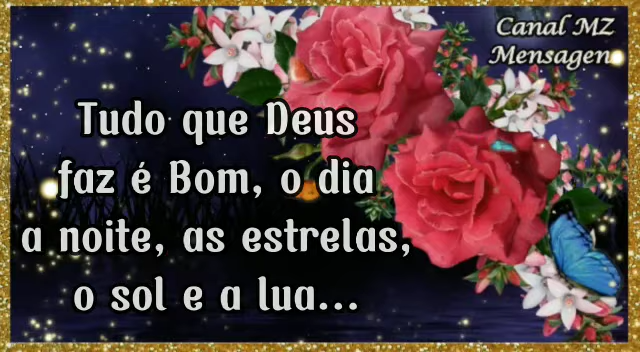 Canal MZ
Mensagens
Tudo que Deus
faz é Bom, o dia
a noite, as estrelas,
o sol e a lua...